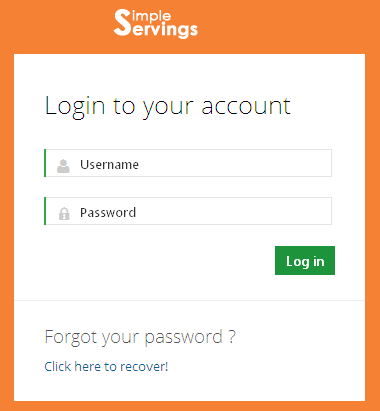 Simple
Servings
Login to your account
Username
Password
Log in
Forgot your password ?
Click here to recover!